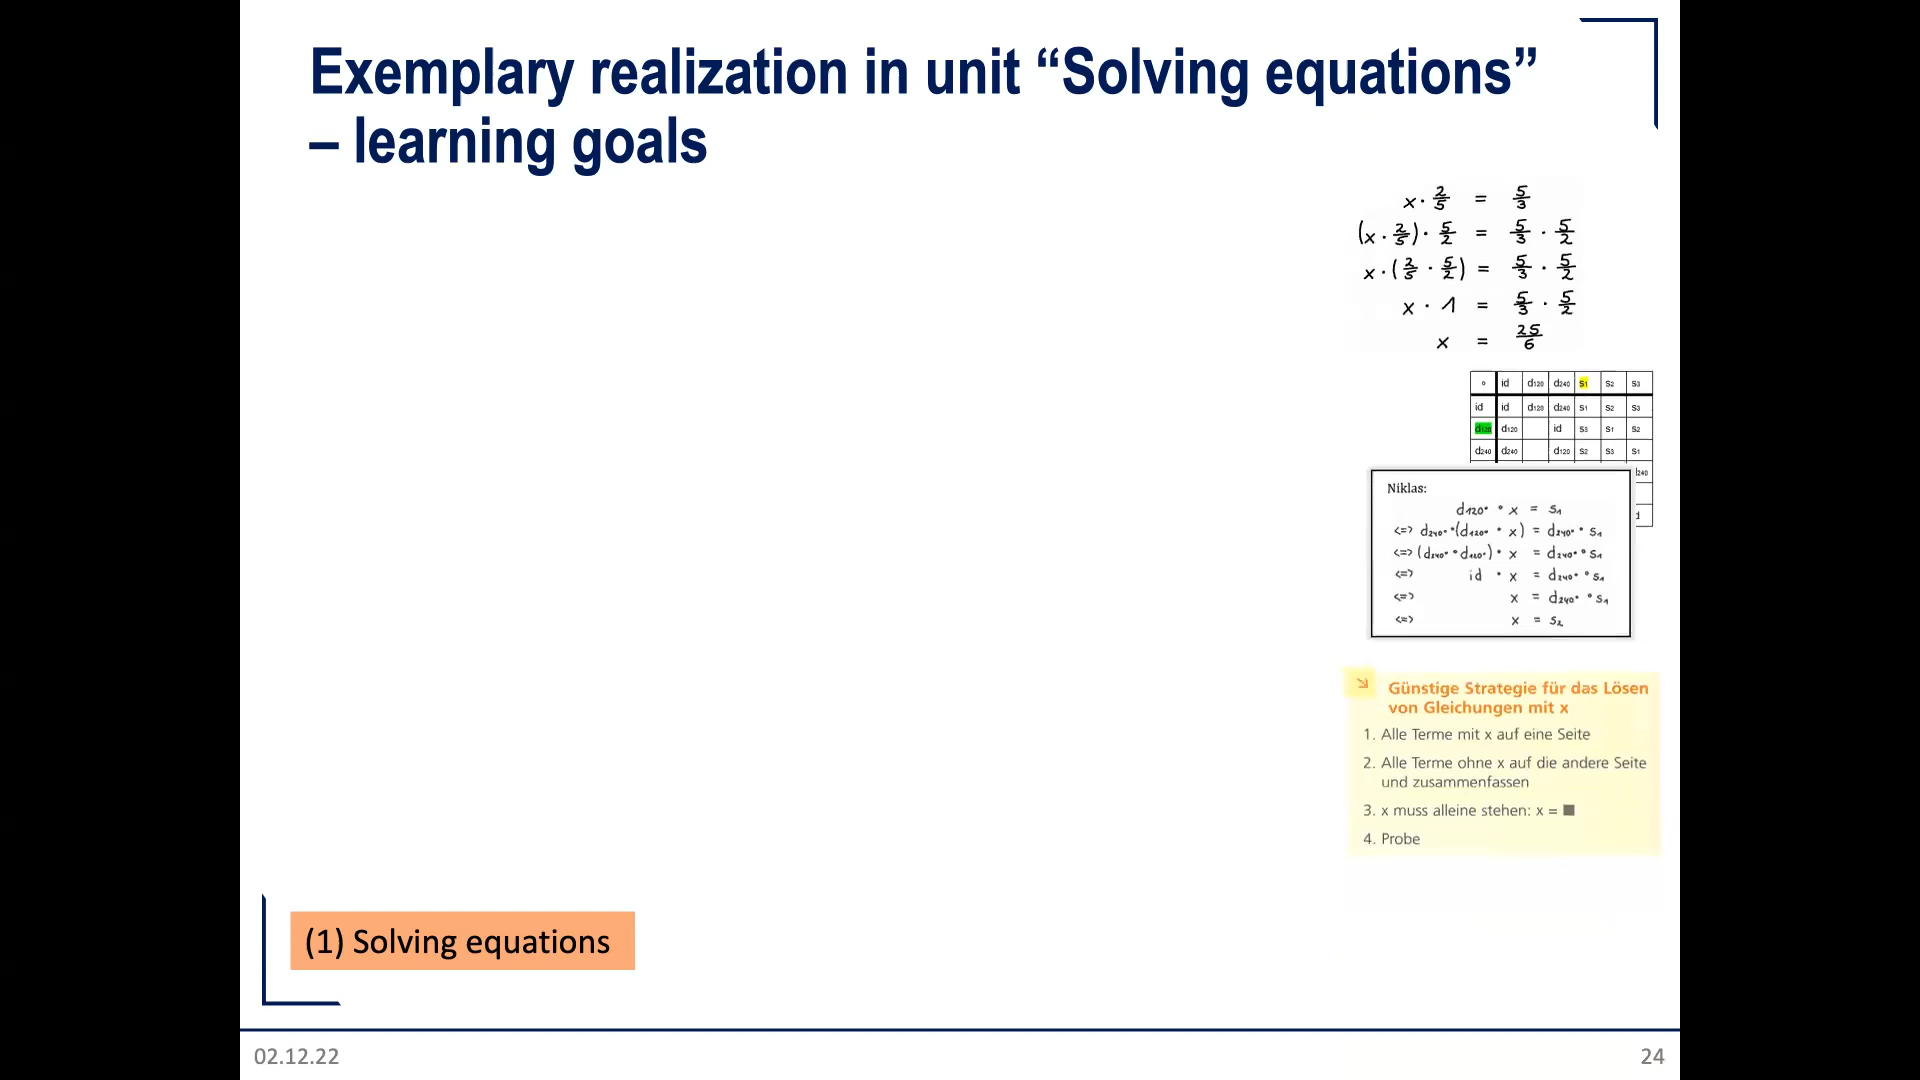 Exemplary realization in unit “Solving equations”
– learning goals
x · 2/5 = 5/3
(x · 2/5) · 5/2 = 5/3 · 5/2
x · (2/5 · 5/2) = 5/3 · 5/2
x · 1 = 5/3 · 5/2
x = 25/6
∘ id d120 d240 s1 s2 s3
id id d120 d240 s1 s2 s3
d120 d120 id s3 s1 s2
d240 d240 d120 s2 s3 s1
Niklas:
d120° ∘ x = s1
<=> d240° ∘ (d120° ∘ x) = d240° ∘ s1
<=> (d240° ∘ d120°) ∘ x = d240° ∘ s1
<=> id ∘ x = d240° ∘ s1
<=> x = d240° ∘ s1
<=> x = s2
Günstige Strategie für das Lösen
von Gleichungen mit x
1. Alle Terme mit x auf eine Seite
2. Alle Terme ohne x auf die andere Seite
und zusammenfassen
3. x muss alleine stehen: x = ■
4. Probe
(1) Solving equations
02.12.22
24